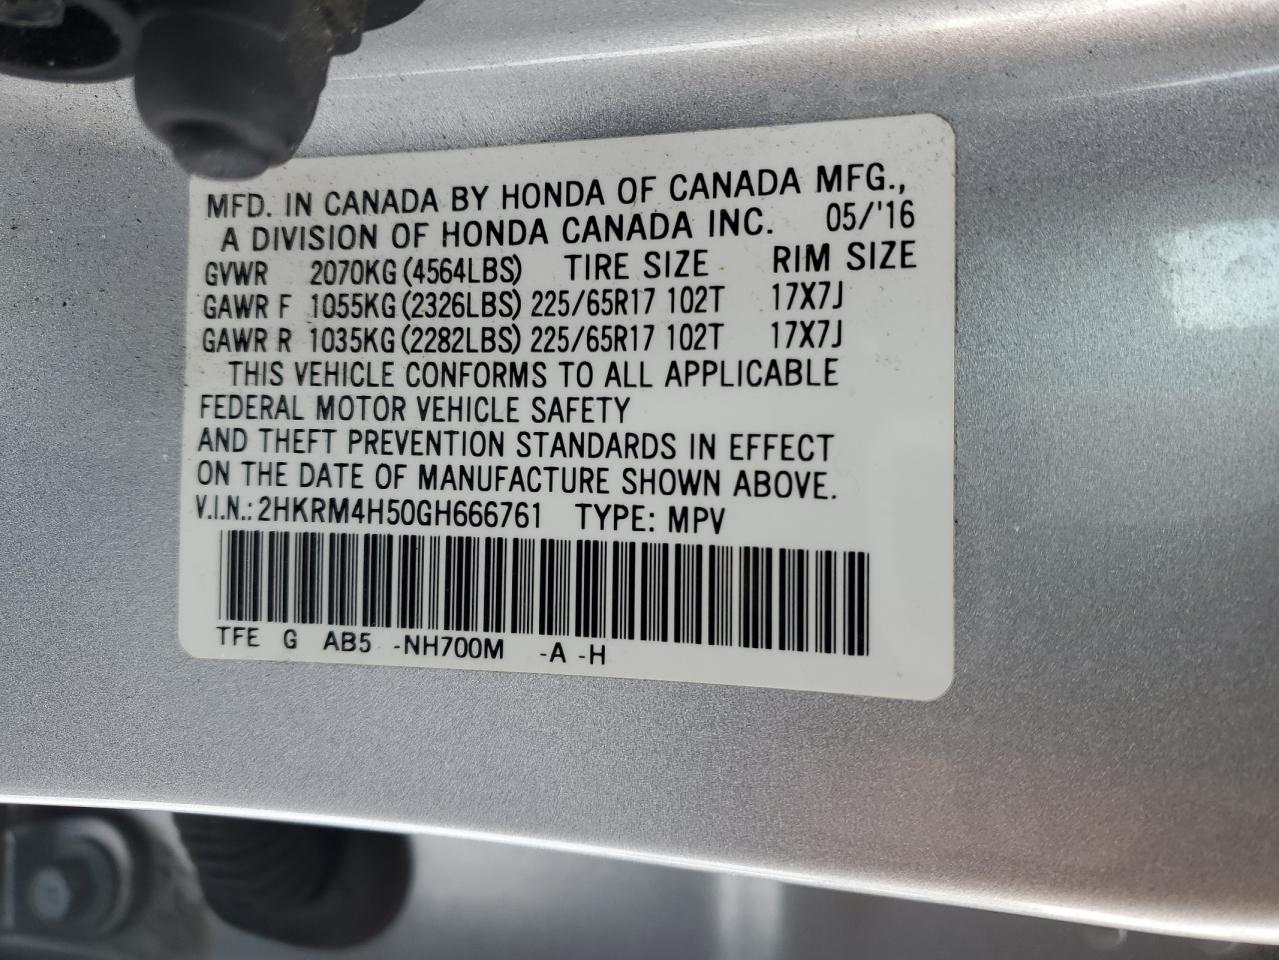 MFD. IN CANADA BY HONDA OF CANADA MFG.,
A DIVISION OF HONDA CANADA INC. 05/'16
GVWR 2070KG(4564LBS) TIRE SIZE RIM SIZE
GAWR F 1055KG(2326LBS) 225/65R17 102T 17X7J
GAWR R 1035KG(2282LBS) 225/65R17 102T 17X7J
THIS VEHICLE CONFORMS TO ALL APPLICABLE
FEDERAL MOTOR VEHICLE SAFETY
AND THEFT PREVENTION STANDARDS IN EFFECT
ON THE DATE OF MANUFACTURE SHOWN ABOVE.
V.I.N.: 2HKRM4H50GH666761 TYPE: MPV
TFE G AB5 -NH700M -A -H